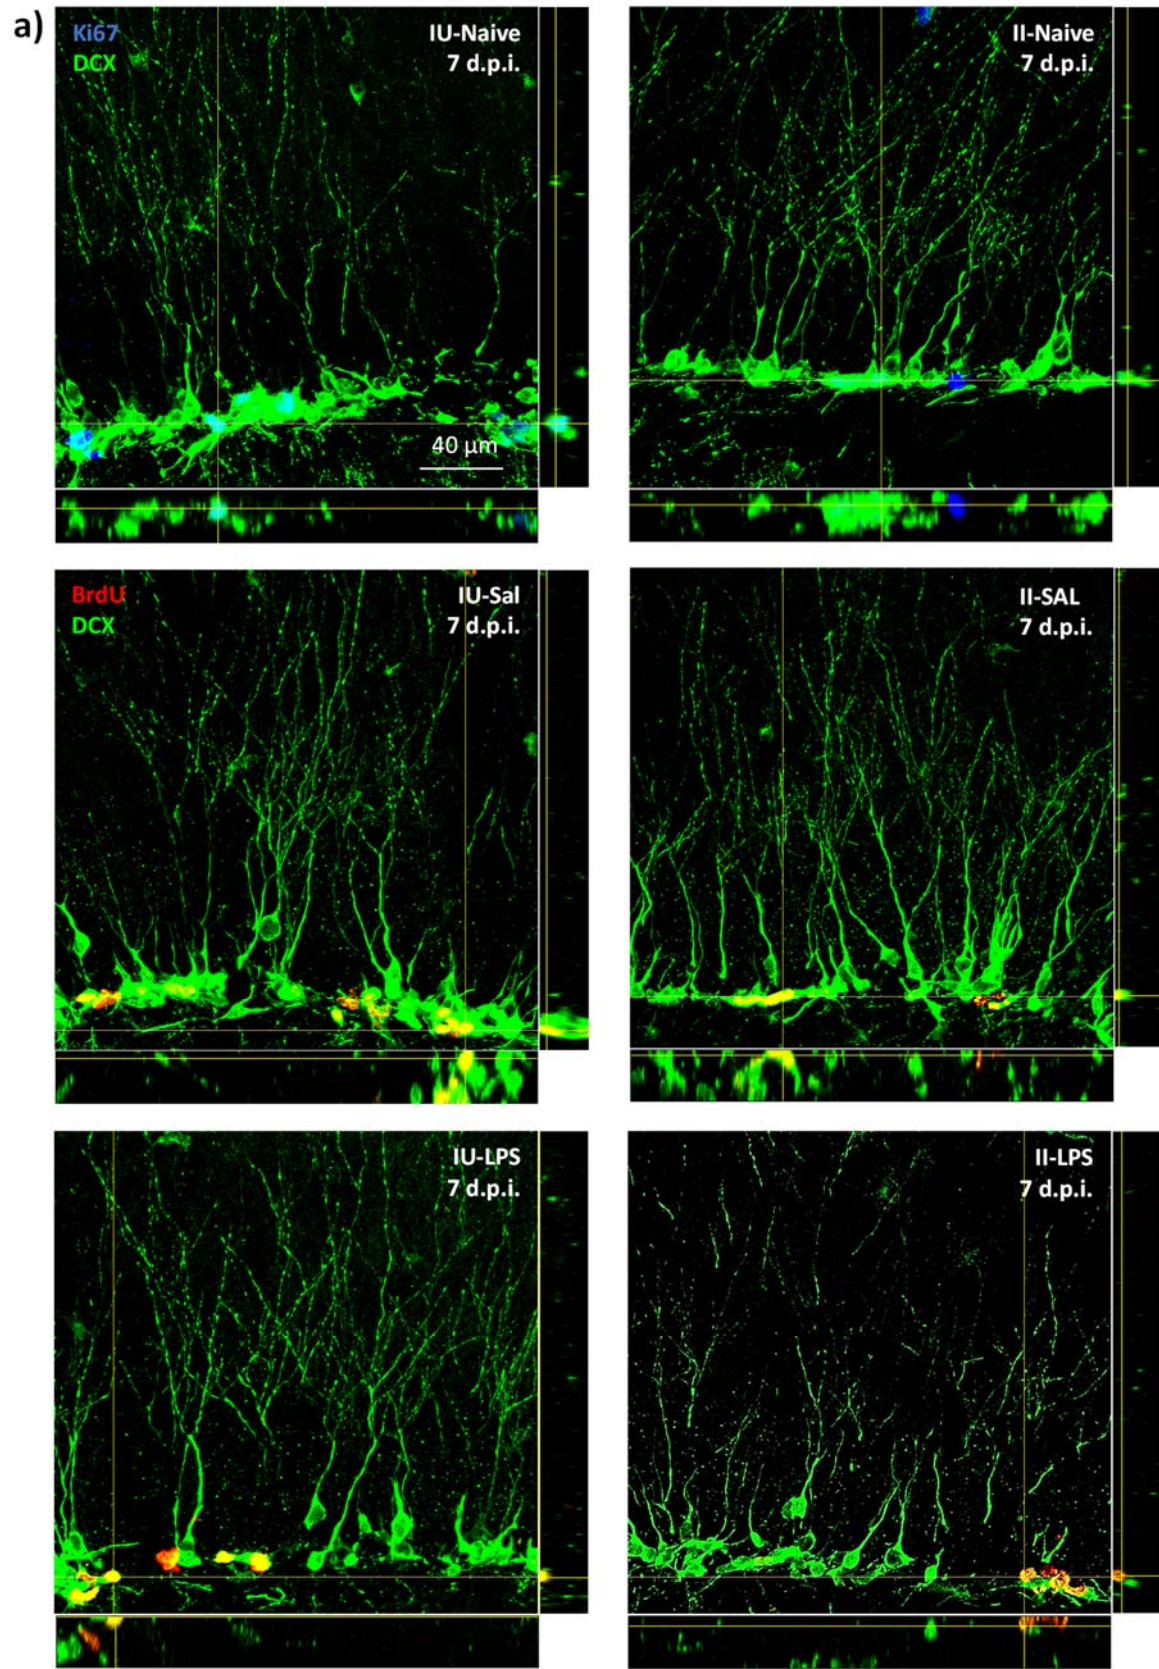 a)
Ki67
DCX
IU-Naive
7 d.p.i.
40 µm
II-Naive
7 d.p.i.
BrdU
DCX
IU-Sal
7 d.p.i.
II-SAL
7 d.p.i.
IU-LPS
7 d.p.i.
II-LPS
7 d.p.i.